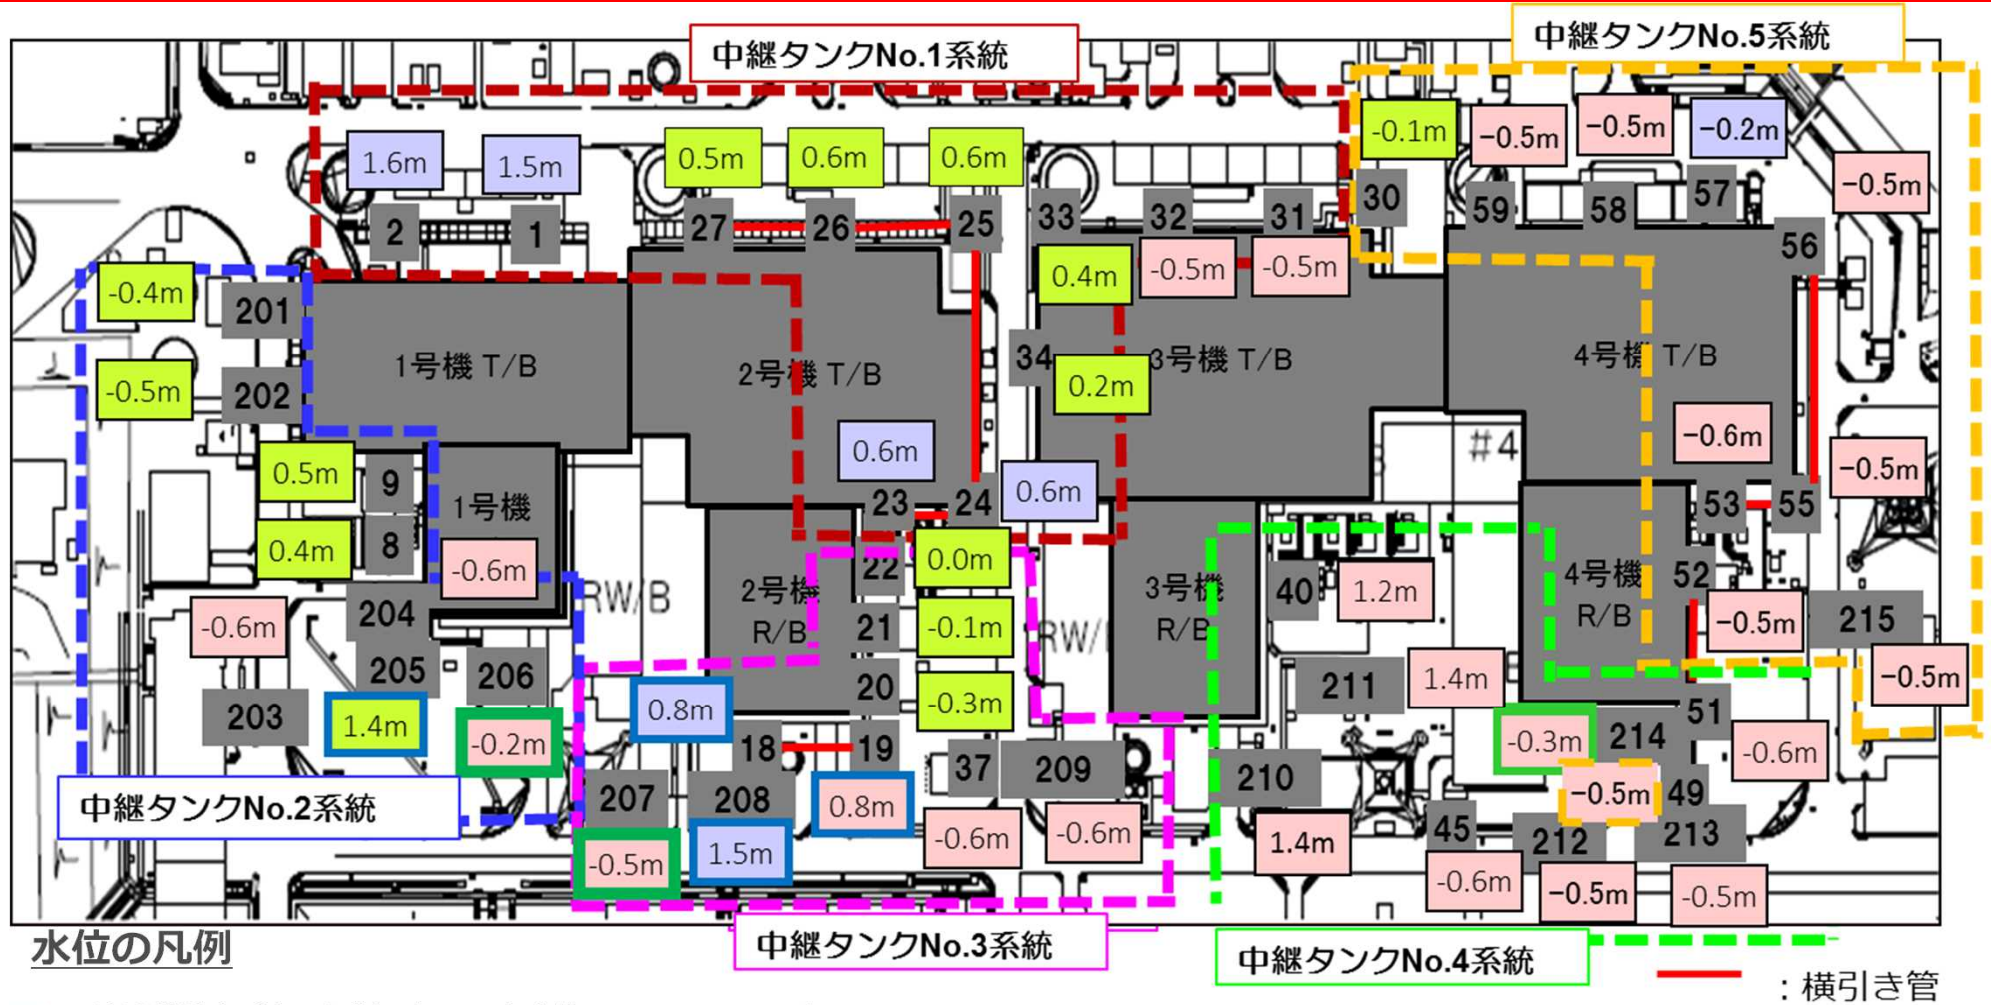 中継タンクNo.1系統
中継タンクNo.5系統
-0.1m
-0.5m
-0.5m
-0.2m
1.6m
1.5m
0.5m
0.6m
0.6m
-0.5m
2
1
27
26
25
33
32
31
30
59
58
57
56
-0.4m
201
0.4m
-0.5m
-0.5m
1号機 T/B
2号機 T/B
34
3号機 T/B
4号機 T/B
-0.5m
202
0.2m
0.6m
-0.6m
#4
-0.5m
0.5m
9
0.6m
23
24
53
55
1号機
0.4m
8
-0.6m
0.0m
22
RW/B
2号機
R/B
3号機
R/B
40
1.2m
4号機
R/B
52
-0.5m
215
-0.6m
204
21
-0.1m
RW/
205
206
20
-0.3m
211
1.4m
-0.5m
203
1.4m
-0.2m
0.8m
18
19
51
-0.3m
214
-0.6m
37
209
210
207
208
0.8m
-0.5m
49
中継タンクNo.2系統
-0.6m
-0.6m
1.4m
45
212
213
-0.5m
1.5m
-0.6m
-0.5m
-0.5m
水位の凡例
中継タンクNo.3系統
中継タンクNo.4系統
：横引き管